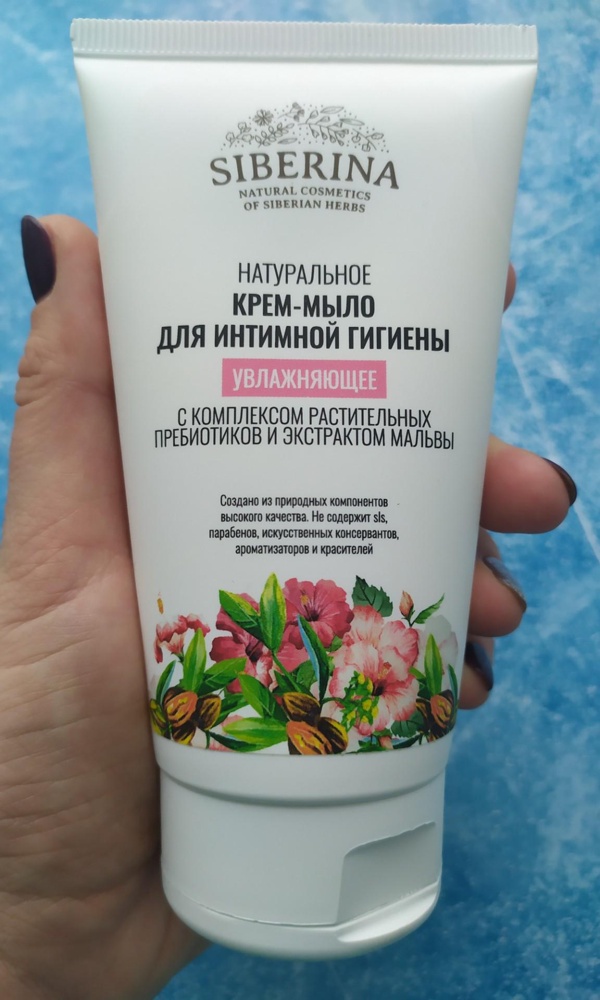 SIBERINA
NATURAL COSMETICS
OF SIBERIAN HERBS
НАТУРАЛЬНОЕ
КРЕМ-МЫЛО
ДЛЯ ИНТИМНОЙ ГИГИЕНЫ
УВЛАЖНЯЮЩЕЕ
С КОМПЛЕКСОМ РАСТИТЕЛЬНЫХ
ПРЕБИОТИКОВ И ЭКСТРАКТОМ МАЛЬВЫ
Создано из природных компонентов
высокого качества. Не содержит sls,
парабенов, искусственных консервантов,
ароматизаторов и красителей